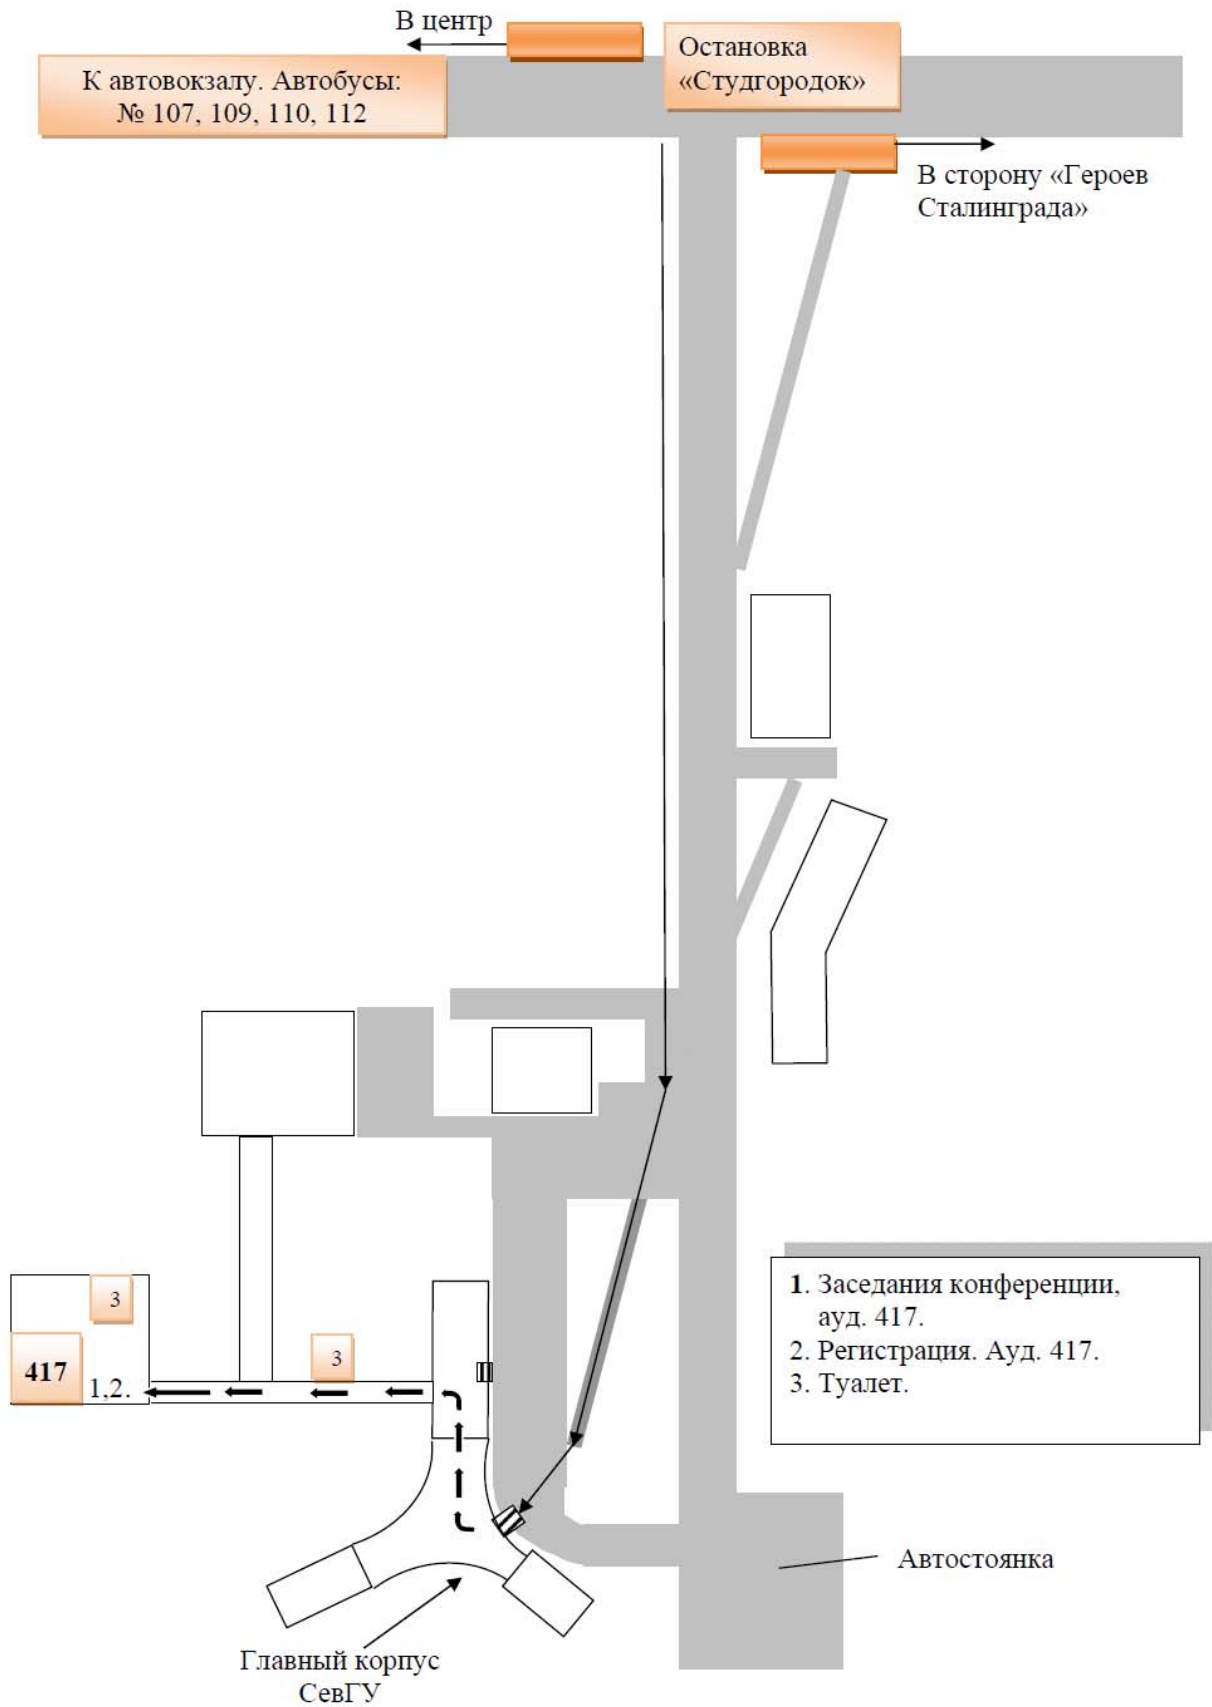 В центр
Остановка
«Студгородок»
К автовокзалу. Автобусы:
№ 107, 109, 110, 112
В сторону «Героев
Сталинграда»
1. Заседания конференции,
ауд. 417.
2. Регистрация. Ауд. 417.
3. Туалет.
3
3
417
1,2.
Автостоянка
Главный корпус
СевГУ